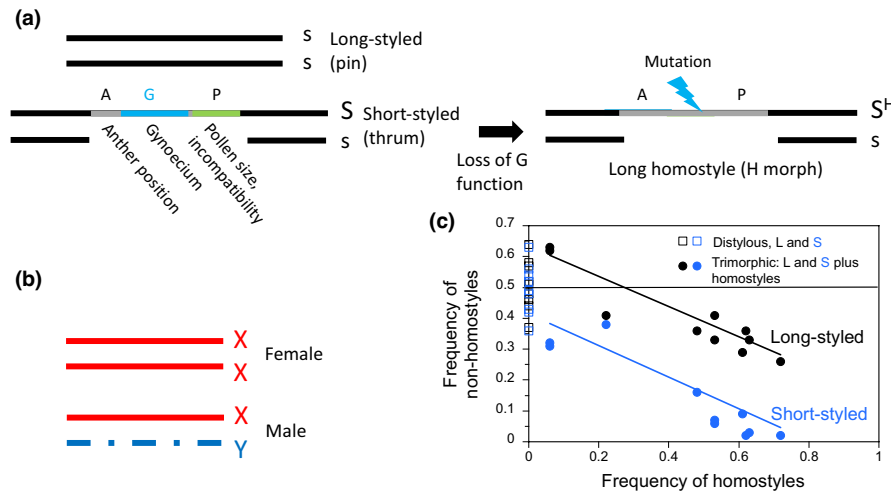 (a)
s
s
Long-styled
(pin)
A G P
S
s
Short-styled
(thrum)
Anther position
Gynoecium
Pollen size,
incompatibility
Loss of G
function
Mutation
A P
Sᴴ
s
Long homostyle (H morph)
(b)
X
X
Female
X
Y
Male
(c)
0.7
0.6
0.5
0.4
0.3
0.2
0.1
0
Frequency of
non-homostyles
Distylous, L and S
Trimorphic: L and S plus
homostyles
Long-styled
Short-styled
0 0.2 0.4 0.6 0.8 1
Frequency of homostyles